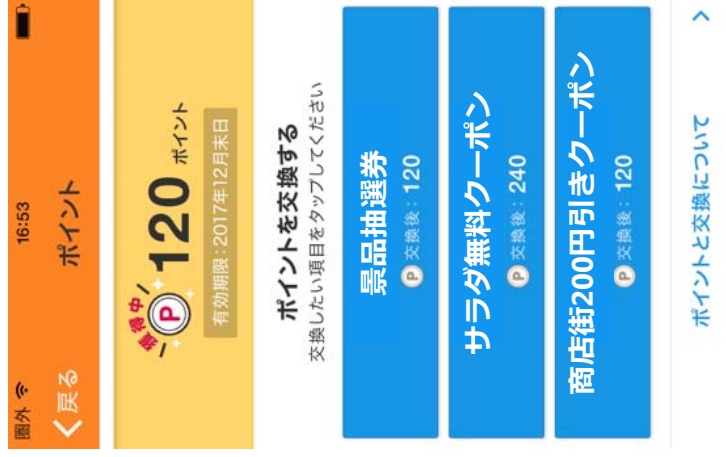 圏外 16:53
戻る ポイント
獲得中
P 120 ポイント
有効期限：2017年12月末日
ポイントを交換する
交換したい項目をタップしてください
景品抽選券
P 交換後：120
サラダ無料クーポン
P 交換後：240
商店街200円引きクーポン
P 交換後：120
ポイントと交換について